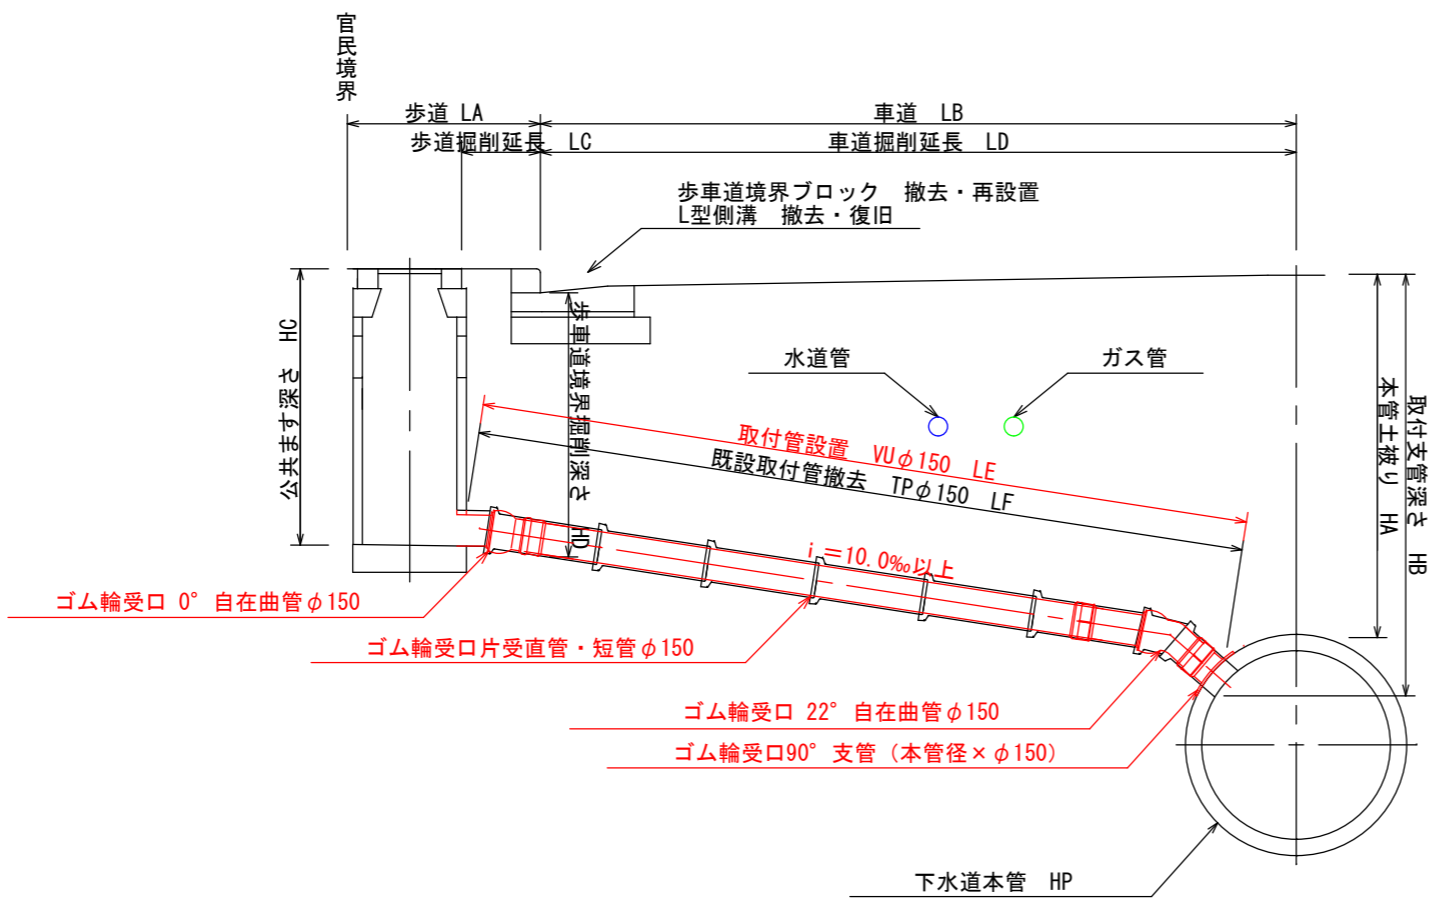 官民境界
歩道 LA
車道 LB
歩道掘削延長 LC
車道掘削延長 LD
歩車道境界ブロック 撤去・再設置
L型側溝 撤去・復旧
公共ます深さ HC
歩車道境界掘削深さ HD
水道管
ガス管
本管土被り HA
取付支管深さ HB
取付管設置 VUφ150 LE
既設取付管撤去 TPφ150 LF
i=10.0‰以上
ゴム輪受口 0° 自在曲管φ150
ゴム輪受口片受直管・短管φ150
ゴム輪受口 22° 自在曲管φ150
ゴム輪受口90° 支管（本管径×φ150）
下水道本管 HP